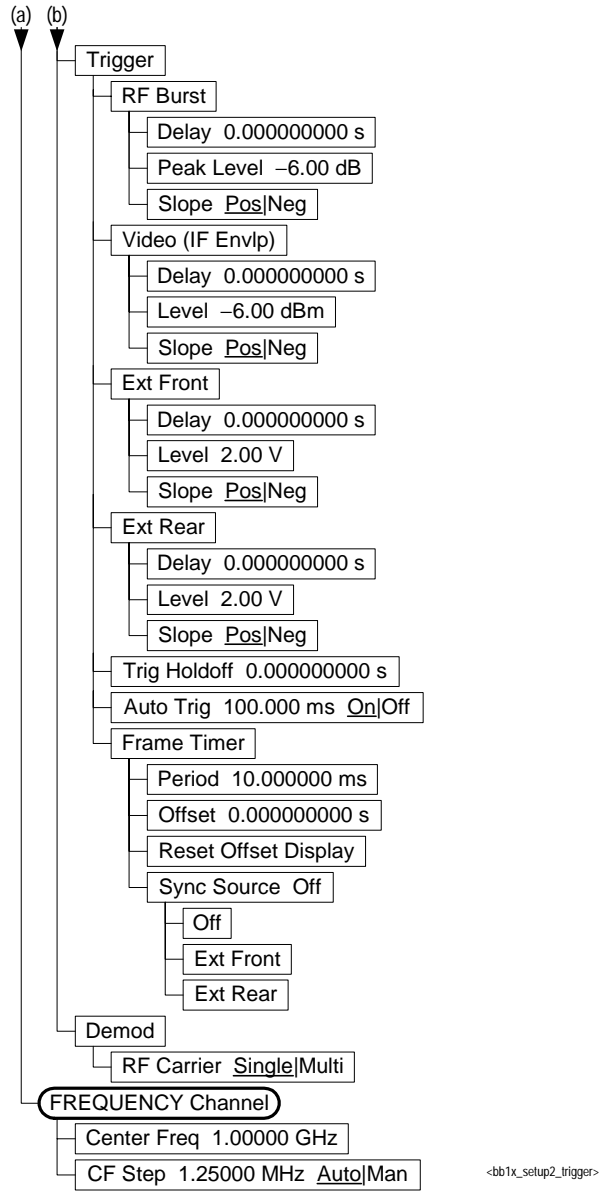 (a) (b)
Trigger
RF Burst
Delay 0.000000000 s
Peak Level −6.00 dB
Slope Pos|Neg
Video (IF Envlp)
Delay 0.000000000 s
Level −6.00 dBm
Slope Pos|Neg
Ext Front
Delay 0.000000000 s
Level 2.00 V
Slope Pos|Neg
Ext Rear
Delay 0.000000000 s
Level 2.00 V
Slope Pos|Neg
Trig Holdoff 0.000000000 s
Auto Trig 100.000 ms On|Off
Frame Timer
Period 10.000000 ms
Offset 0.000000000 s
Reset Offset Display
Sync Source Off
Off
Ext Front
Ext Rear
Demod
RF Carrier Single|Multi
FREQUENCY Channel
Center Freq 1.00000 GHz
CF Step 1.25000 MHz Auto|Man
<bb1x_setup2_trigger>